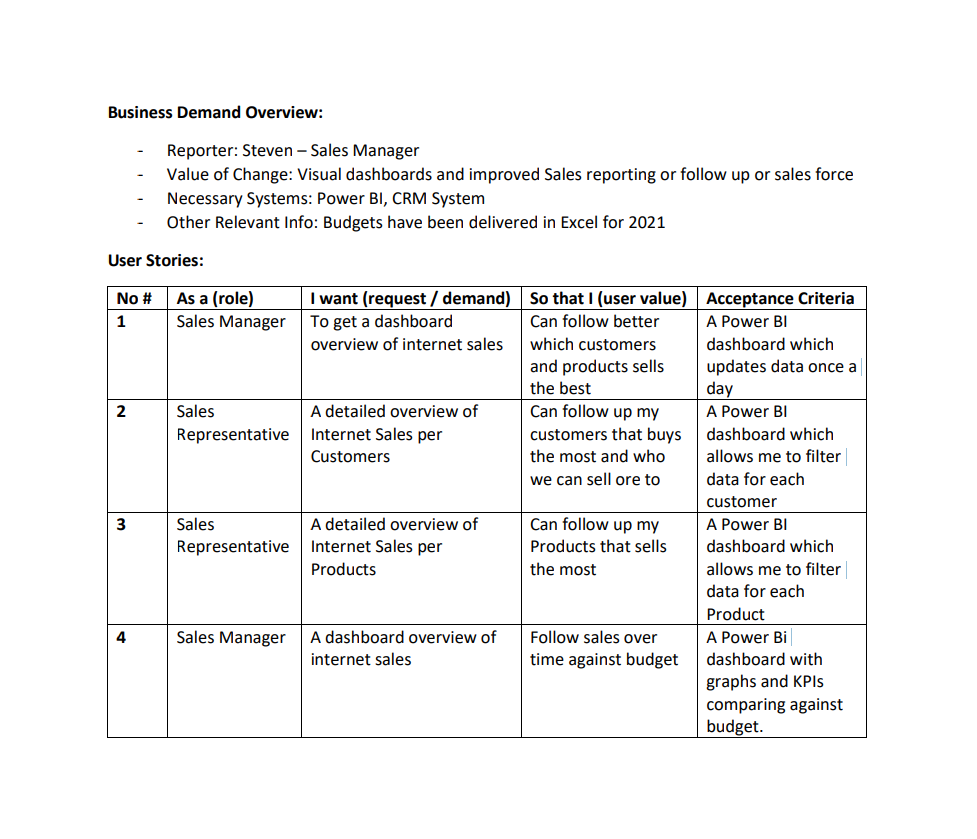 Business Demand Overview:
- Reporter: Steven – Sales Manager
- Value of Change: Visual dashboards and improved Sales reporting or follow up or sales force
- Necessary Systems: Power BI, CRM System
- Other Relevant Info: Budgets have been delivered in Excel for 2021
User Stories:
No # As a (role) I want (request / demand) So that I (user value) Acceptance Criteria
1 Sales Manager To get a dashboard Can follow better A Power BI
overview of internet sales which customers dashboard which
and products sells updates data once a
the best day
2 Sales A detailed overview of Can follow up my A Power BI
Representative Internet Sales per customers that buys dashboard which
Customers the most and who allows me to filter
we can sell ore to data for each
customer
3 Sales A detailed overview of Can follow up my A Power BI
Representative Internet Sales per Products that sells dashboard which
Products the most allows me to filter
data for each
Product
4 Sales Manager A dashboard overview of Follow sales over A Power Bi
internet sales time against budget dashboard with
graphs and KPIs
comparing against
budget.